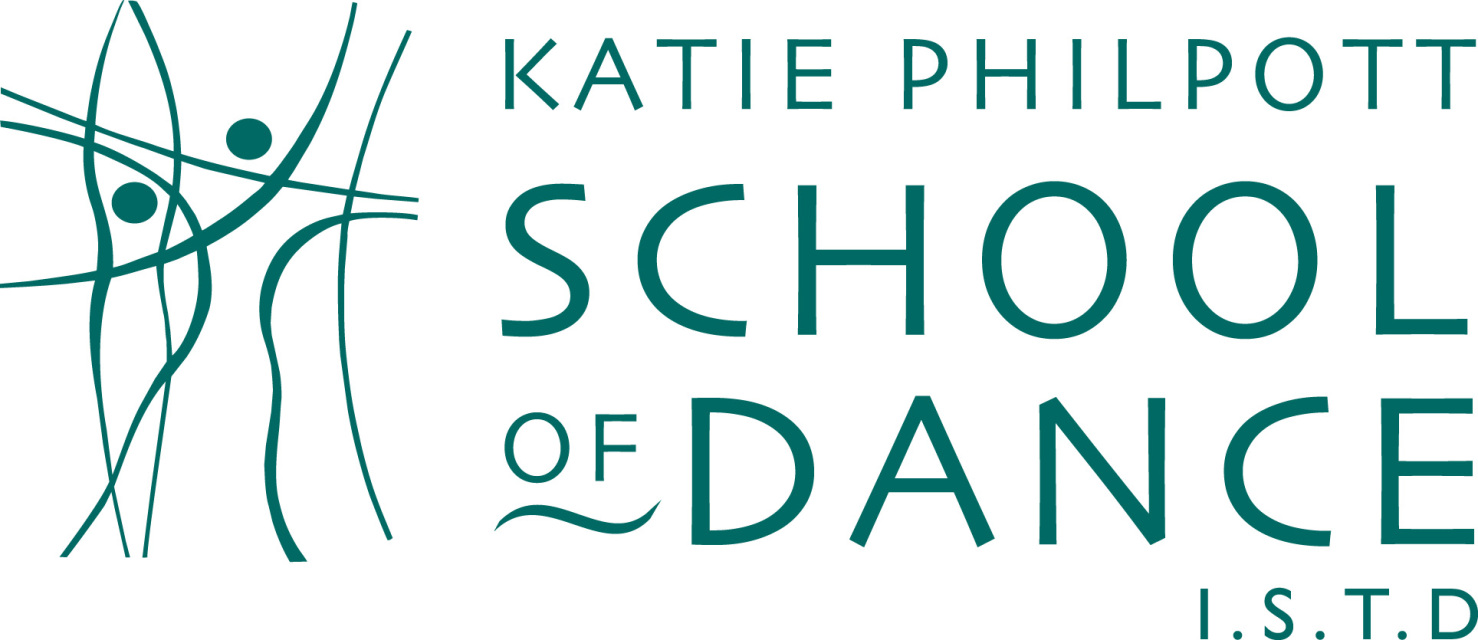 KATIE PHILPOTT
SCHOOL
OF DANCE
I.S.T.D